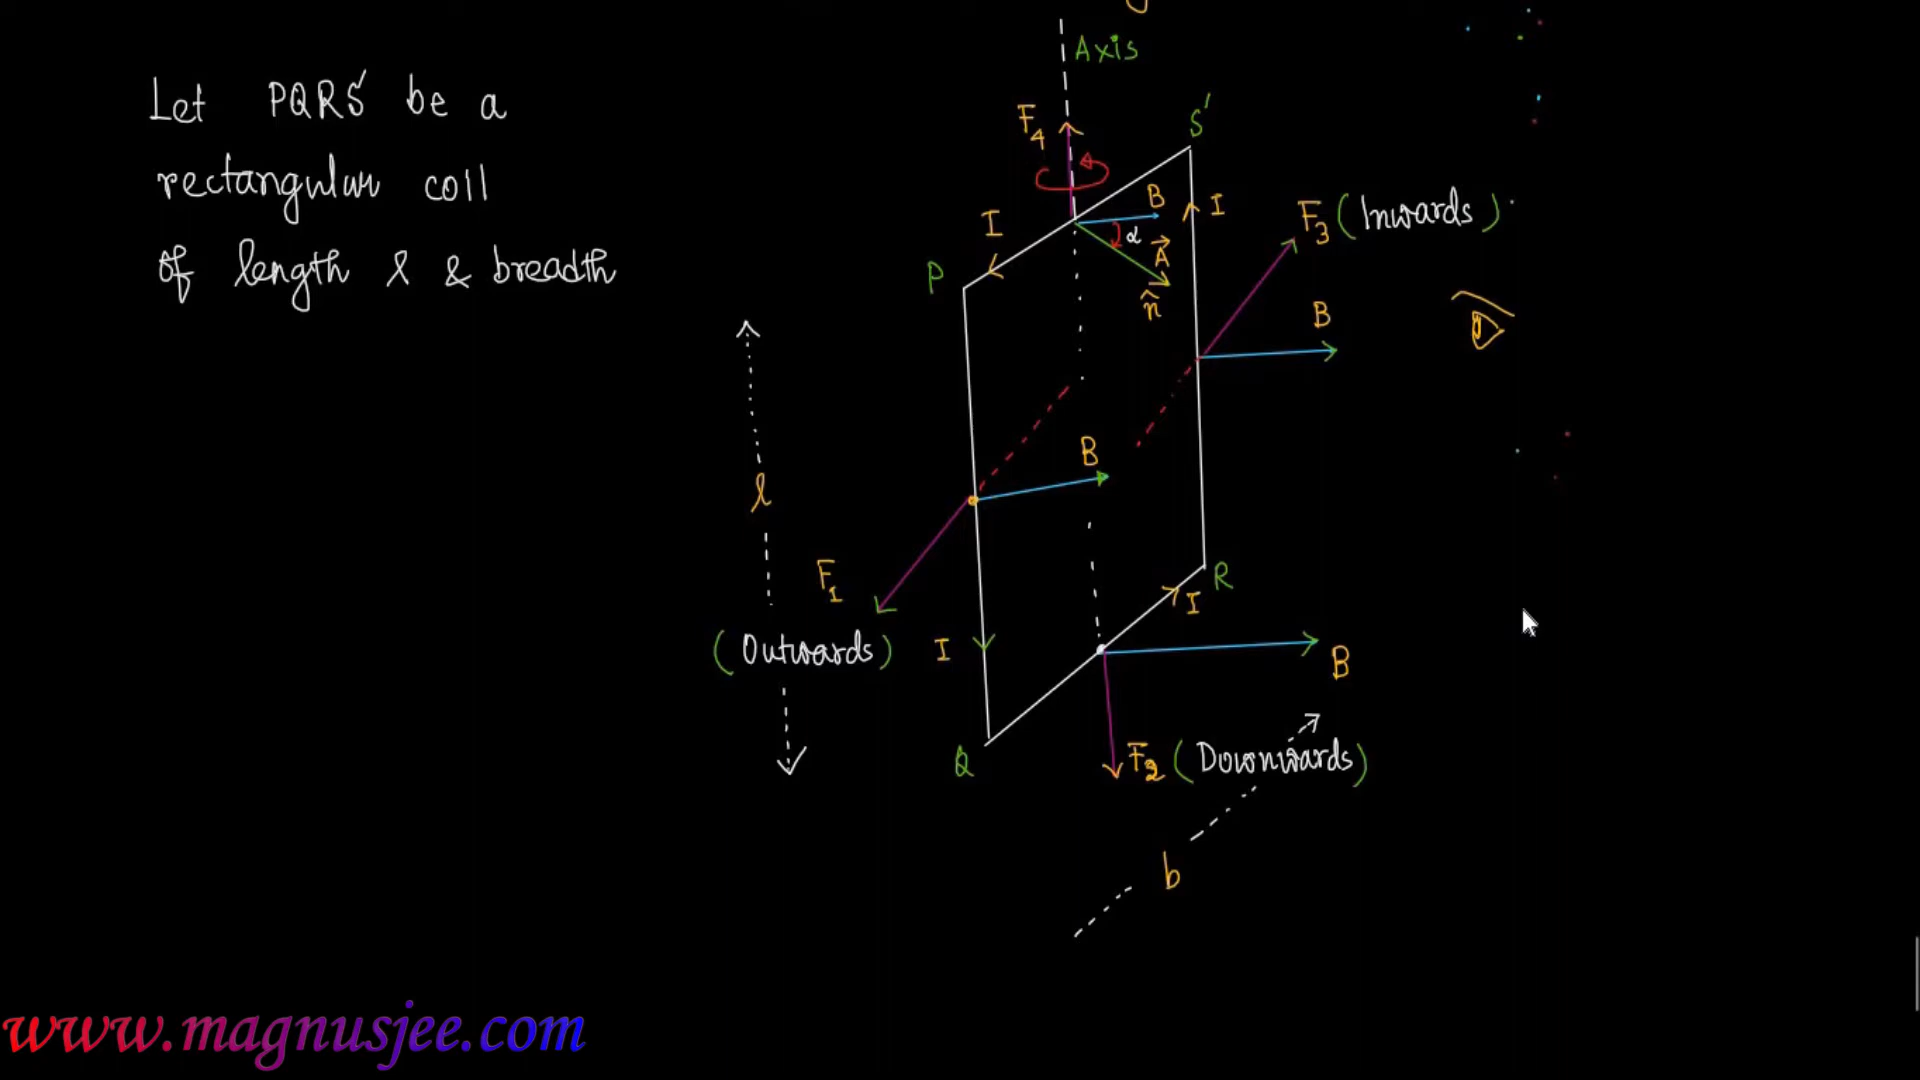 Let PQRS be a
rectangular coil
of length l & breadth
Axis
F4
S
B
I
I
F3 (Inwards)
α
A
P
n̂
B
B
l
F1
R
I
(Outwards)
I
B
Q
F2 (Downwards)
b
www.magnusjee.com